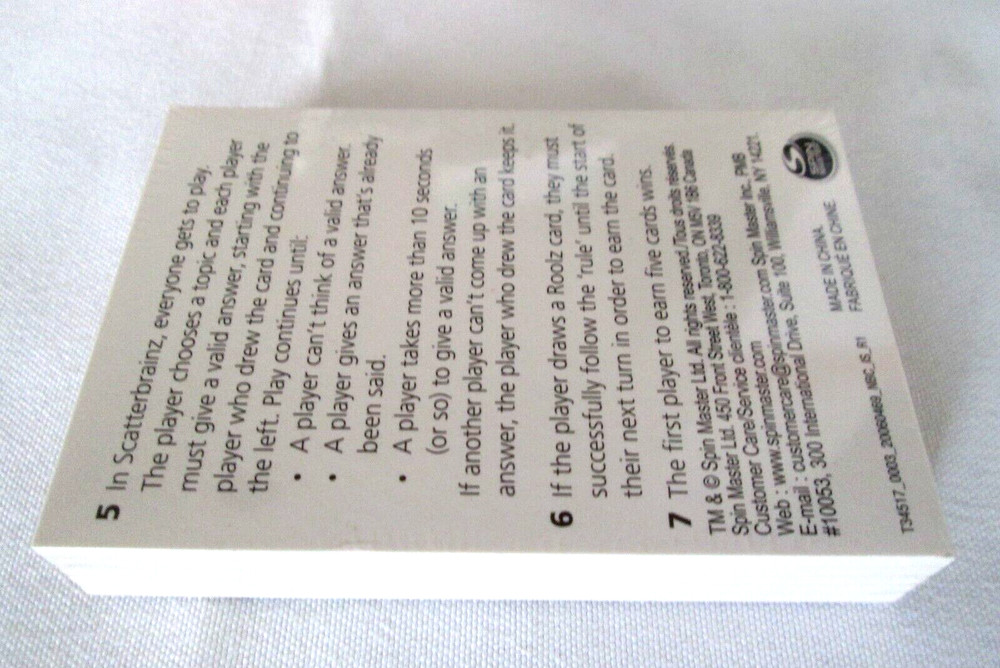 5 In Scatterbrainz, everyone gets to play.
The player chooses a topic and each player
must give a valid answer, starting with the
player who drew the card and continuing to
the left. Play continues until:
• A player can't think of a valid answer.
• A player gives an answer that's already
been said.
• A player takes more than 10 seconds
(or so) to give a valid answer.
If another player can't come up with an
answer, the player who drew the card keeps it.
6 If the player draws a Roolz card, they must
successfully follow the 'rule' until the start of
their next turn in order to earn the card.
7 The first player to earn five cards wins.
TM & © Spin Master Ltd. All rights reserved./Tous droits réservés.
Spin Master Ltd. 450 Front Street West, Toronto, ON M5V 1B6 Canada
Customer Care/Service clientèle : 1-800-622-8339
Web : www.spinmaster.com
E-mail : customercare@spinmaster.com Spin Master Inc., PMB
#10053, 300 International Drive, Suite 100, Williamsville, NY 14221.
MADE IN CHINA
FABRIQUÉ EN CHINE
SPIN MASTER
T34517_0003_20060469_NBC_IS_R1